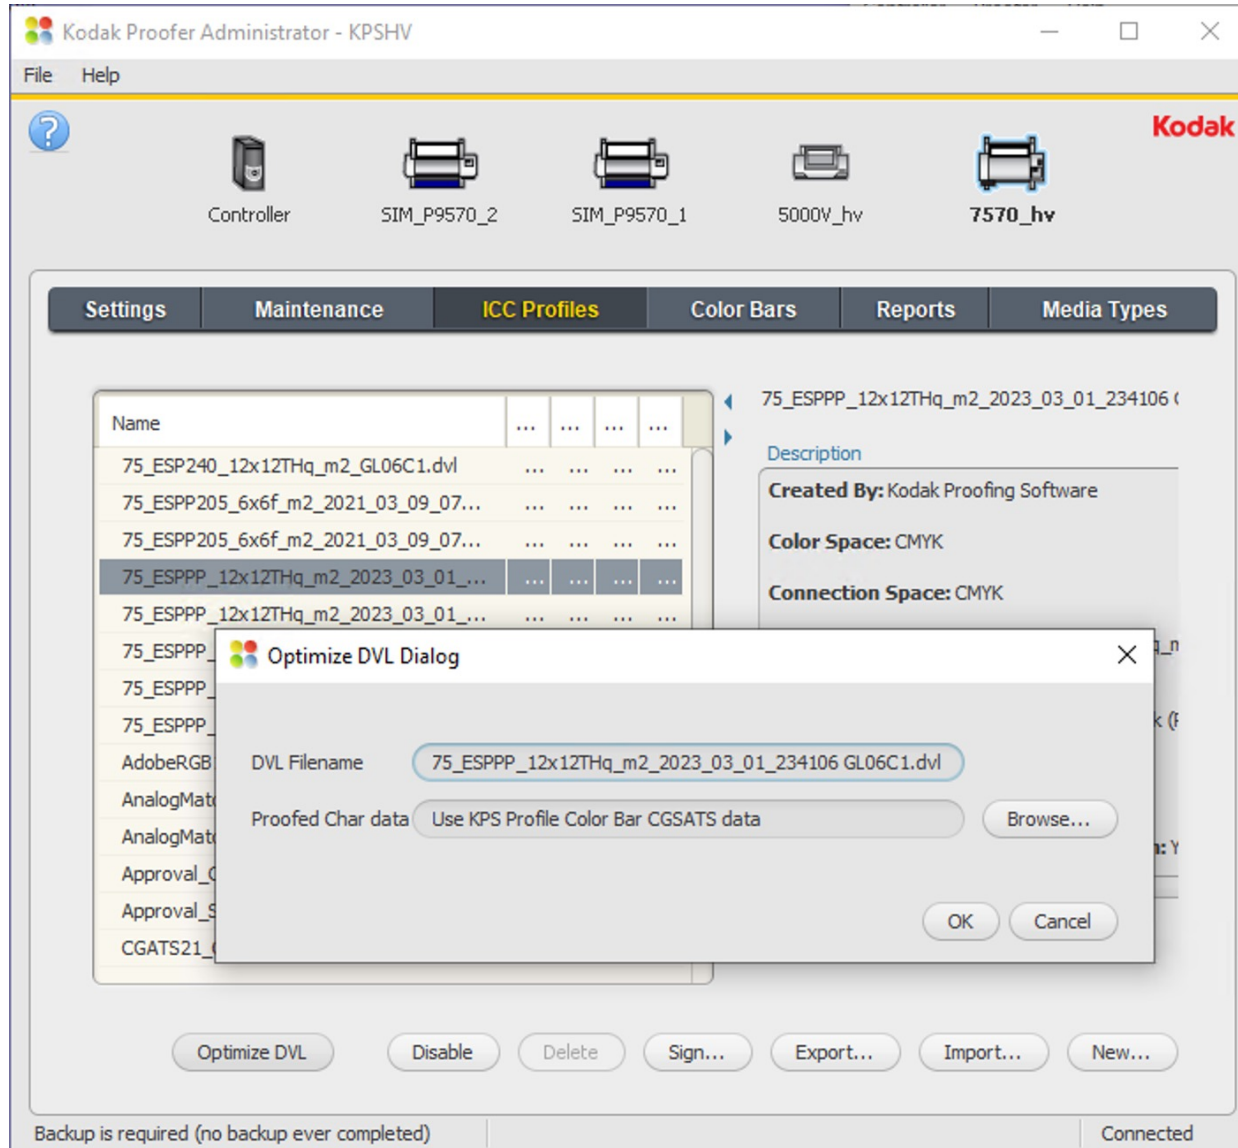 Kodak Proofer Administrator - KPSHV
File Help
Kodak
Controller SIM_P9570_2 SIM_P9570_1 5000V_hv 7570_hv
Settings Maintenance ICC Profiles Color Bars Reports Media Types
Name ... ... ... ...
75_ESP240_12x12THq_m2_GL06C1.dvl ... ... ... ...
75_ESPP205_6x6f_m2_2021_03_09_07... ... ... ... ...
75_ESPP205_6x6f_m2_2021_03_09_07... ... ... ... ...
75_ESPPP_12x12THq_m2_2023_03_01_... ... ... ... ...
75_ESPPP_12x12THq_m2_2023_03_01_... ... ... ... ...
75_ESPPP_
75_ESPPP_
75_ESPPP_
AdobeRGB
AnalogMatc
AnalogMatc
Approval_
Approval_S
CGATS21_
75_ESPPP_12x12THq_m2_2023_03_01_234106
Description
Created By: Kodak Proofing Software
Color Space: CMYK
Connection Space: CMYK
Optimize DVL Dialog
DVL Filename 75_ESPPP_12x12THq_m2_2023_03_01_234106 GL06C1.dvl
Proofed Char data Use KPS Profile Color Bar CGSATS data Browse...
OK Cancel
Optimize DVL Disable Delete Sign... Export... Import... New...
Backup is required (no backup ever completed) Connected